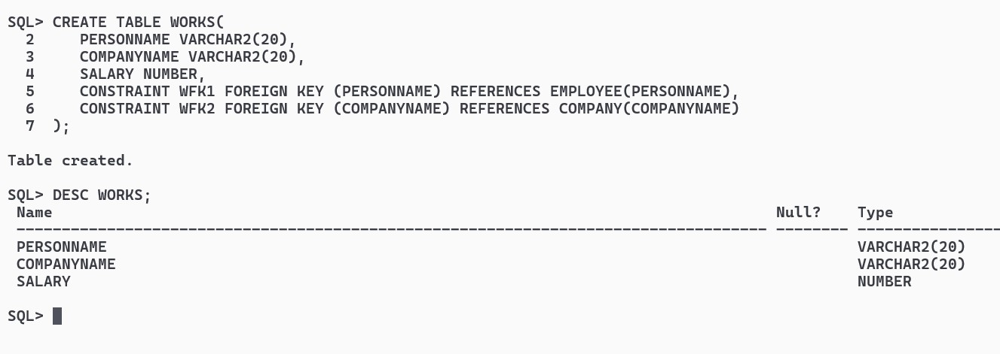 SQL> CREATE TABLE WORKS(
  2     PERSONNAME VARCHAR2(20),
  3     COMPANYNAME VARCHAR2(20),
  4     SALARY NUMBER,
  5     CONSTRAINT WFK1 FOREIGN KEY (PERSONNAME) REFERENCES EMPLOYEE(PERSONNAME),
  6     CONSTRAINT WFK2 FOREIGN KEY (COMPANYNAME) REFERENCES COMPANY(COMPANYNAME)
  7  );
Table created.
SQL> DESC WORKS;
 Name                                                                                Null?    Type
 ----------------------------------------------------------------------------------- -------- ----------------
 PERSONNAME                                                                                   VARCHAR2(20)
 COMPANYNAME                                                                                  VARCHAR2(20)
 SALARY                                                                                       NUMBER
SQL>